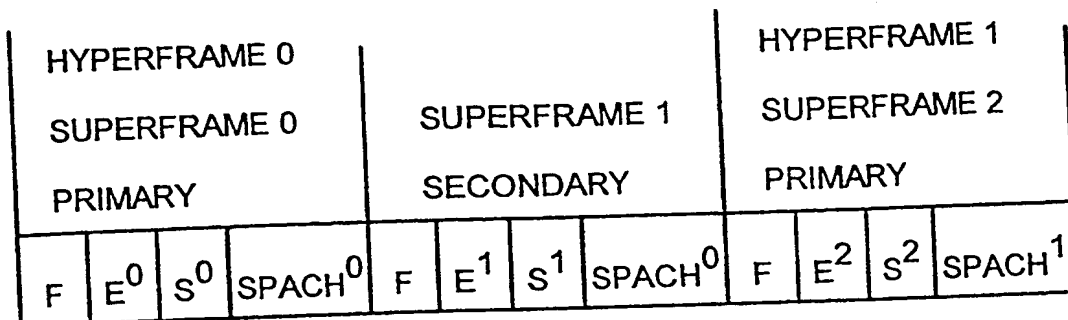 HYPERFRAME 0
SUPERFRAME 0
PRIMARY
SUPERFRAME 1
SECONDARY
HYPERFRAME 1
SUPERFRAME 2
PRIMARY
F E⁰ S⁰ SPACH⁰ F E¹ S¹ SPACH⁰ F E² S² SPACH¹